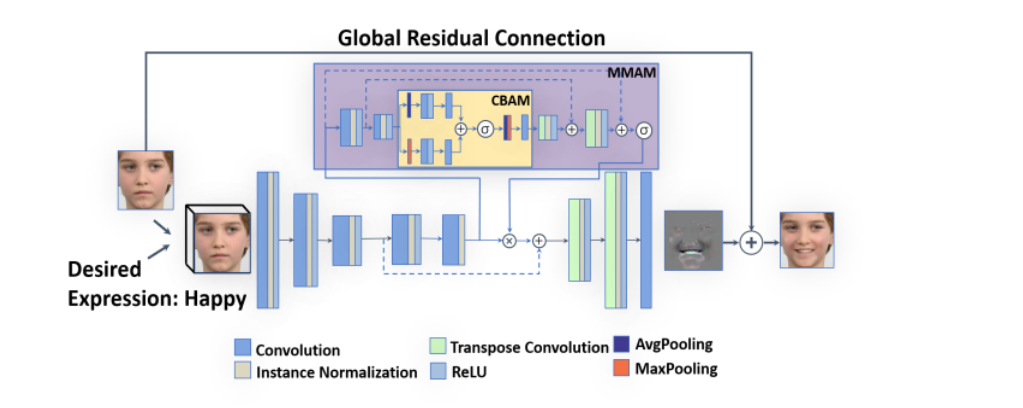 Global Residual Connection
MMAM
CBAM
σ
σ
Desired
Expression: Happy
Convolution
Transpose Convolution
AvgPooling
Instance Normalization
ReLU
MaxPooling